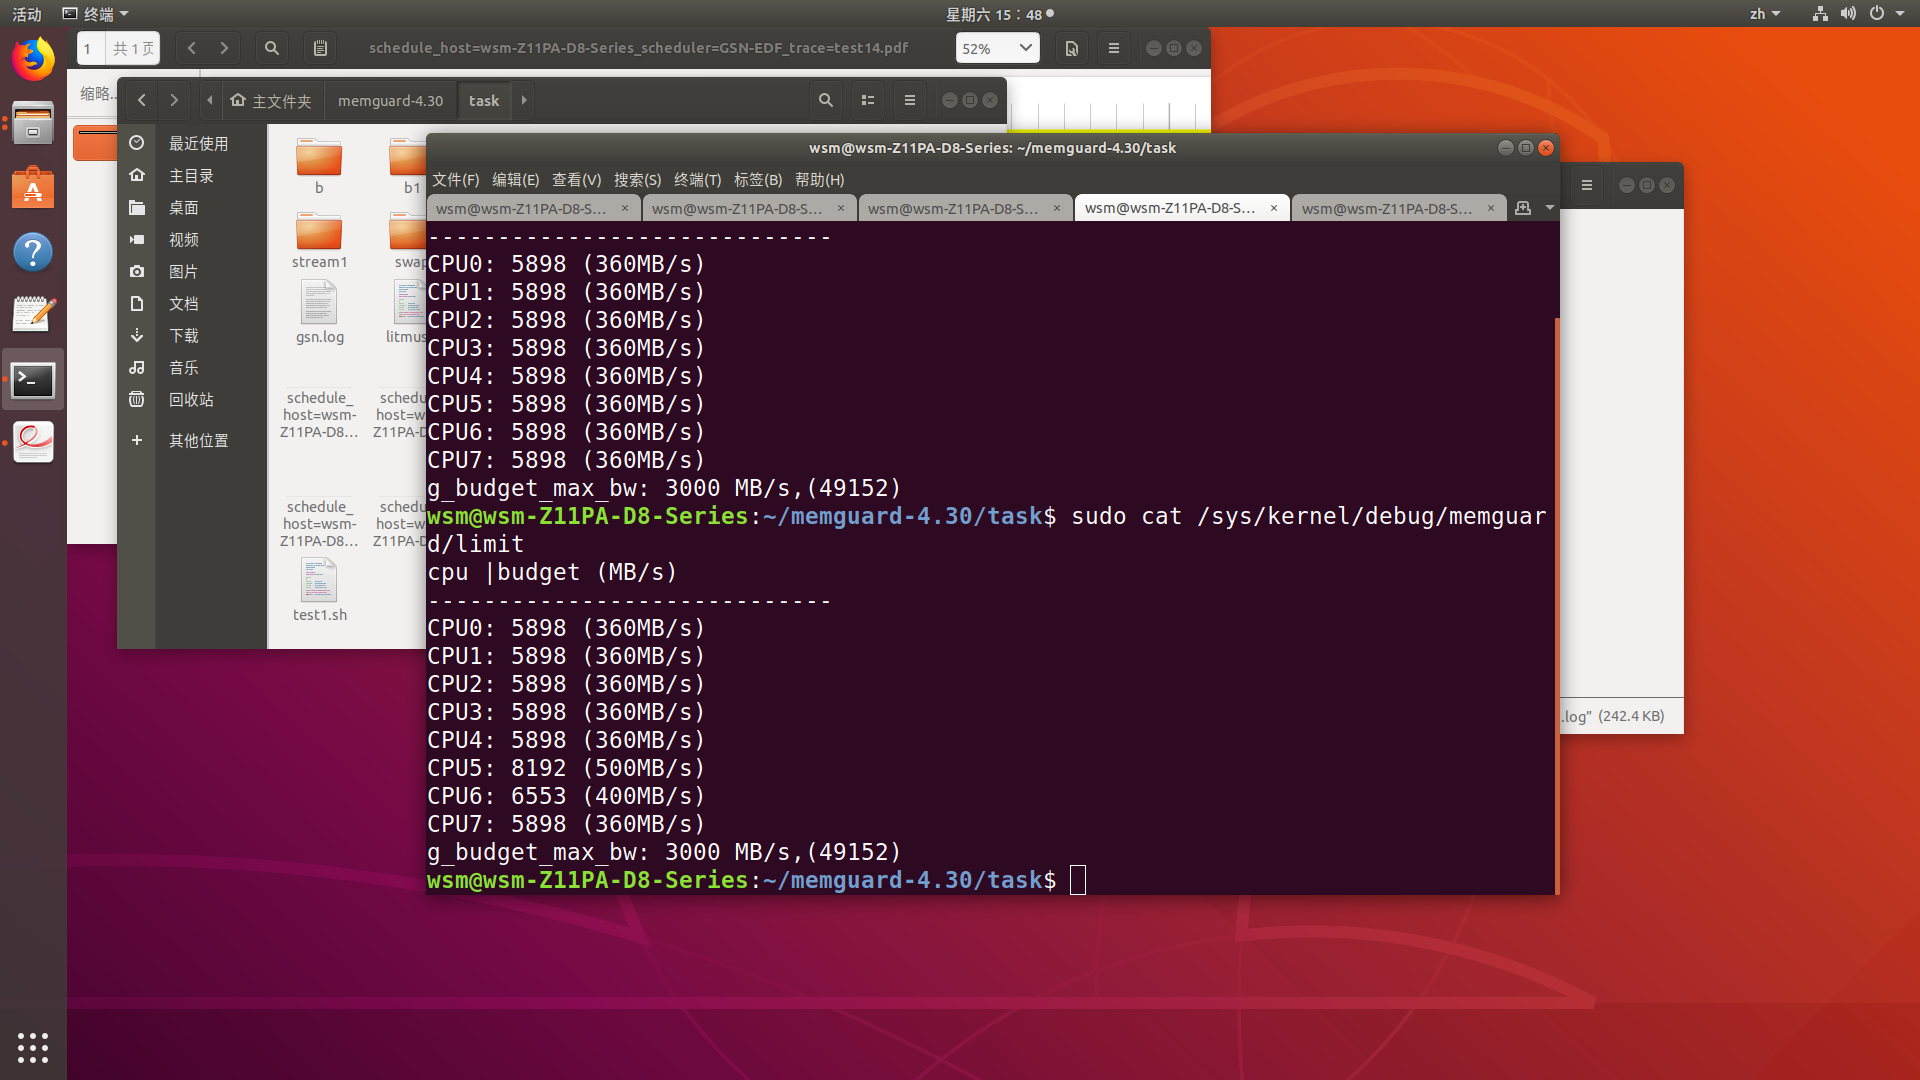 活动
终端
星期六 15：48
zh
1
共 1 页
schedule_host=wsm-Z11PA-D8-Series_scheduler=GSN-EDF_trace=test14.pdf
52%
缩略...
主文件夹
memguard-4.30
task
最近使用
主目录
桌面
视频
图片
文档
下载
音乐
回收站
其他位置
b
b1
stream1
swap
gsn.log
litmus
schedule_
host=wsm-
Z11PA-D8...
sched
host=w
Z11PA-D
schedule_
host=wsm-
Z11PA-D8...
sched
host=w
Z11PA-D
test1.sh
wsm@wsm-Z11PA-D8-Series: ~/memguard-4.30/task
文件(F) 编辑(E) 查看(V) 搜索(S) 终端(T) 标签(B) 帮助(H)
wsm@wsm-Z11PA-D8-S...
wsm@wsm-Z11PA-D8-S...
wsm@wsm-Z11PA-D8-S...
wsm@wsm-Z11PA-D8-S...
wsm@wsm-Z11PA-D8-S...
-----------------------------
CPU0: 5898 (360MB/s)
CPU1: 5898 (360MB/s)
CPU2: 5898 (360MB/s)
CPU3: 5898 (360MB/s)
CPU4: 5898 (360MB/s)
CPU5: 5898 (360MB/s)
CPU6: 5898 (360MB/s)
CPU7: 5898 (360MB/s)
g_budget_max_bw: 3000 MB/s,(49152)
wsm@wsm-Z11PA-D8-Series:~/memguard-4.30/task$ sudo cat /sys/kernel/debug/memguar
d/limit
cpu |budget (MB/s)
-----------------------------
CPU0: 5898 (360MB/s)
CPU1: 5898 (360MB/s)
CPU2: 5898 (360MB/s)
CPU3: 5898 (360MB/s)
CPU4: 5898 (360MB/s)
CPU5: 8192 (500MB/s)
CPU6: 6553 (400MB/s)
CPU7: 5898 (360MB/s)
g_budget_max_bw: 3000 MB/s,(49152)
wsm@wsm-Z11PA-D8-Series:~/memguard-4.30/task$
.log” (242.4 KB)